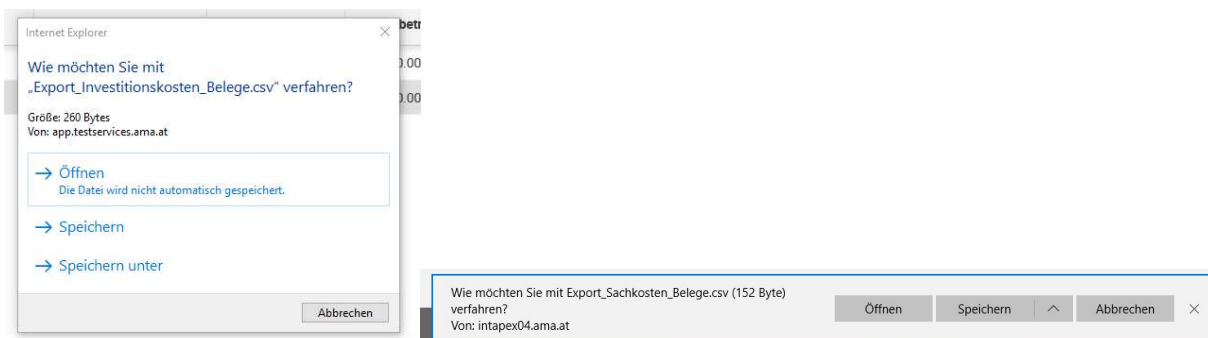 betr
Internet Explorer
Wie möchten Sie mit
„Export_Investitionskosten_Belege.csv“ verfahren?
0.00
0.00
Größe: 260 Bytes
Von: app.testservices.ama.at
Öffnen
Die Datei wird nicht automatisch gespeichert.
Speichern
Speichern unter
Abbrechen
Wie möchten Sie mit Export_Sachkosten_Belege.csv (152 Byte)
verfahren?
Von: intapex04.ama.at
Öffnen
Speichern
Abbrechen